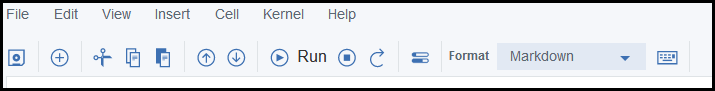 File Edit View Insert Cell Kernel Help
Run Format Markdown